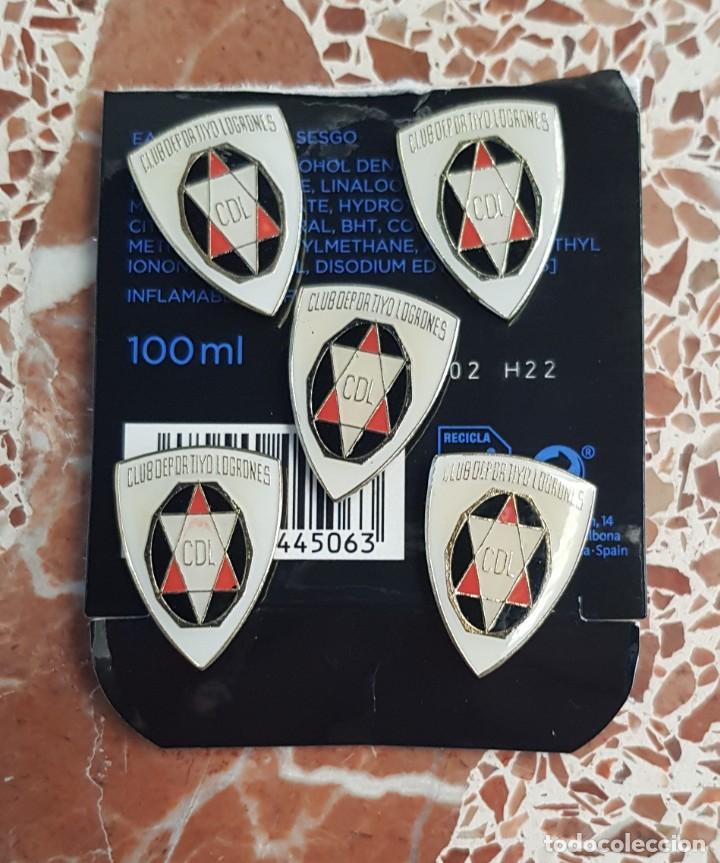 CLUB DEPORTIVO LOGROÑES
CDL
CLUB DEPORTIVO LOGROÑES
CDL
CLUB DEPORTIVO LOGROÑES
CDL
CLUB DEPORTIVO LOGROÑES
CDL
CLUB DEPORTIVO LOGROÑES
CDL
SESGO
OHOL DEN
LINALOO
TE, HYDRO
RAL, BHT, CO
YLMETHANE, THYL
IONON L, DISODIUM ED
INFLAMAB
100 ml
02 H22
RECICLA
®
445063
14
lbona
a-Spain
todocoleccion